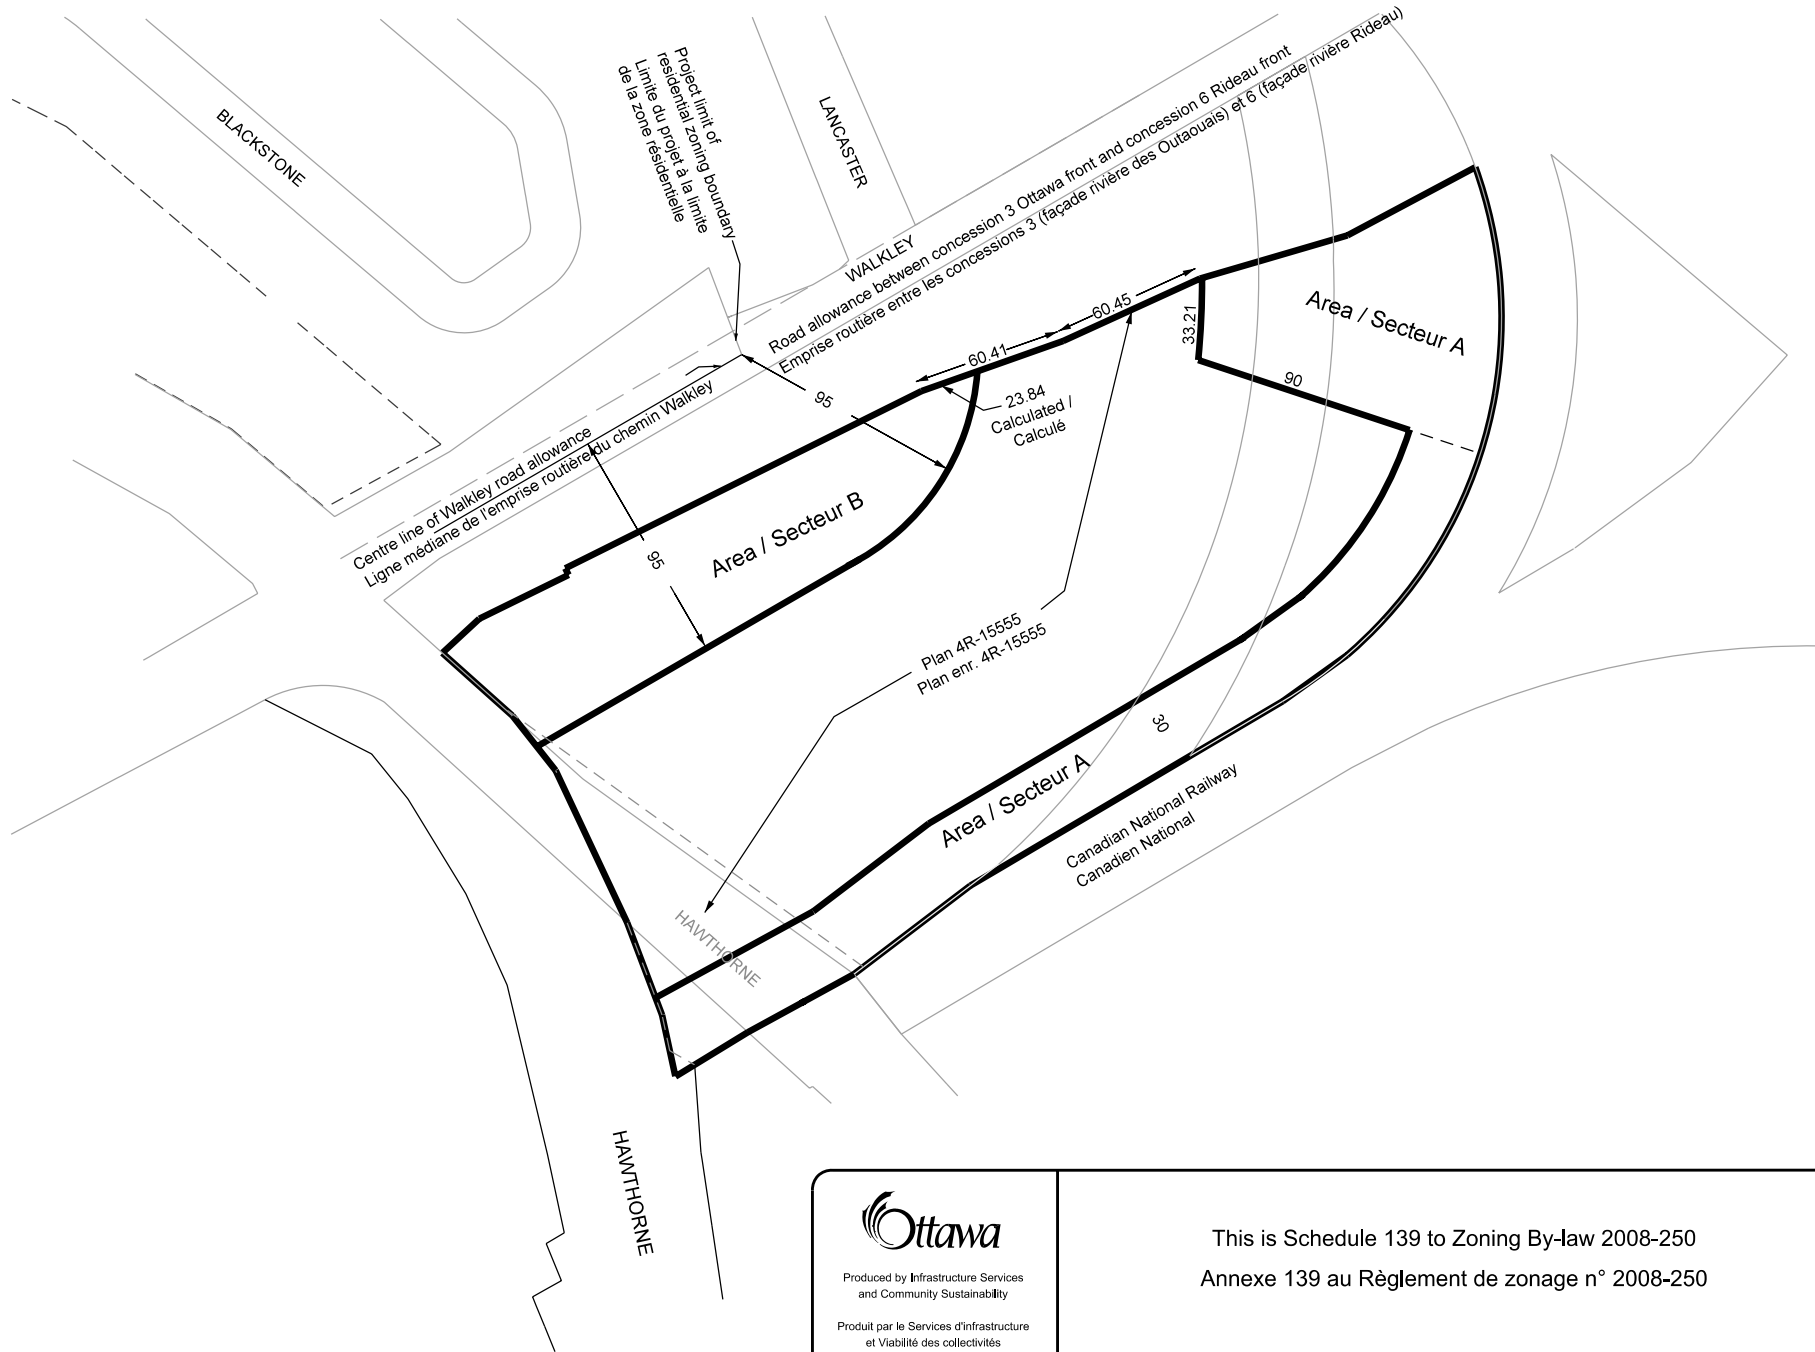 BLACKSTONE
Project limit of
residential zoning boundary
Limite du projet à la limite
de la zone résidentielle
LANCASTER
WALKLEY
Road allowance between concession 3 Ottawa front and concession 6 Rideau front
Emprise routière entre les concessions 3 (façade rivière des Outaouais) et 6 (façade rivière Rideau)
60.45
60.41
33.21
Area / Secteur A
90
95
23.84
Calculated /
Calculé
Centre line of Walkley road allowance
Ligne médiane de l'emprise routière du chemin Walkley
95
Area / Secteur B
Plan 4R-15555
Plan enr. 4R-15555
30
Area / Secteur A
Canadian National Railway
Canadien National
HAWTHORNE
HAWTHORNE
Ottawa
Produced by Infrastructure Services
and Community Sustainability
Produit par le Services d'infrastructure
et Viabilité des collectivités
This is Schedule 139 to Zoning By-law 2008-250
Annexe 139 au Règlement de zonage n° 2008-250